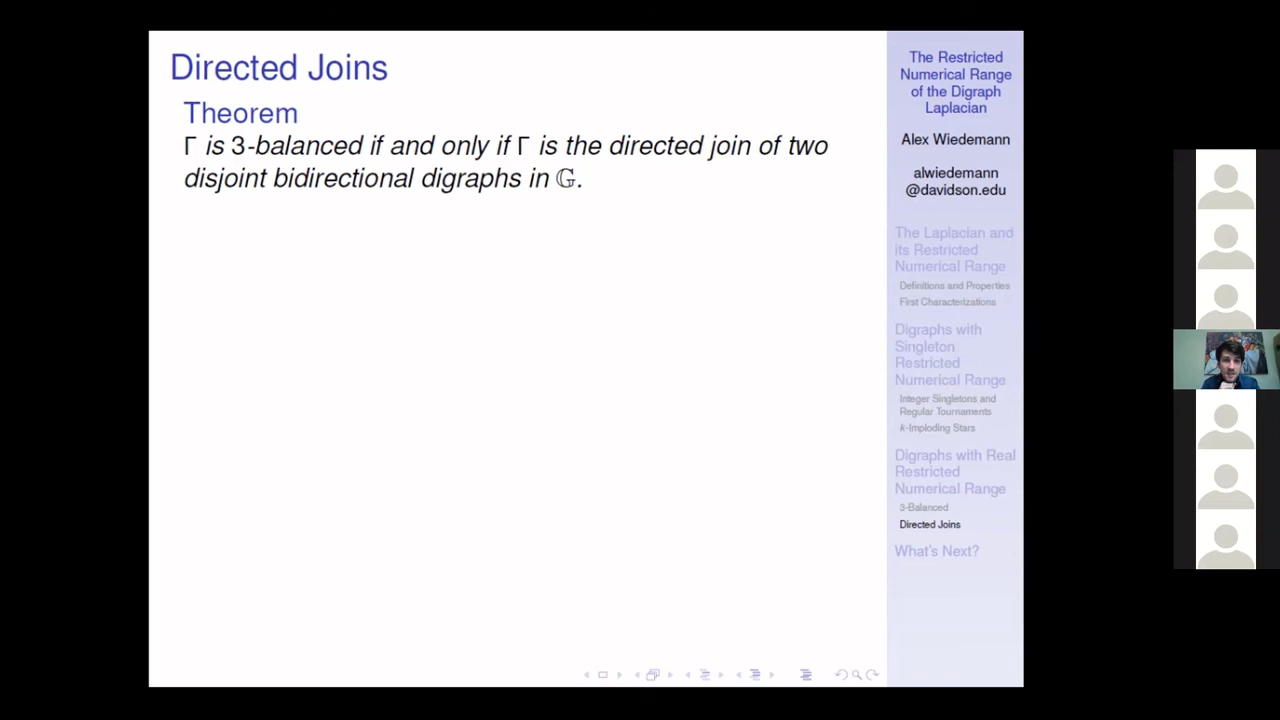 Directed Joins
Theorem
Γ is 3-balanced if and only if Γ is the directed join of two
disjoint bidirectional digraphs in 𝔾.
The Restricted
Numerical Range
of the Digraph
Laplacian
Alex Wiedemann
alwiedemann
@davidson.edu
The Laplacian and
its Restricted
Numerical Range
Definitions and Properties
First Characterizations
Digraphs with
Singleton
Restricted
Numerical Range
Integer Singletons and
Regular Tournaments
k-Imploding Stars
Digraphs with Real
Restricted
Numerical Range
3-Balanced
Directed Joins
What's Next?